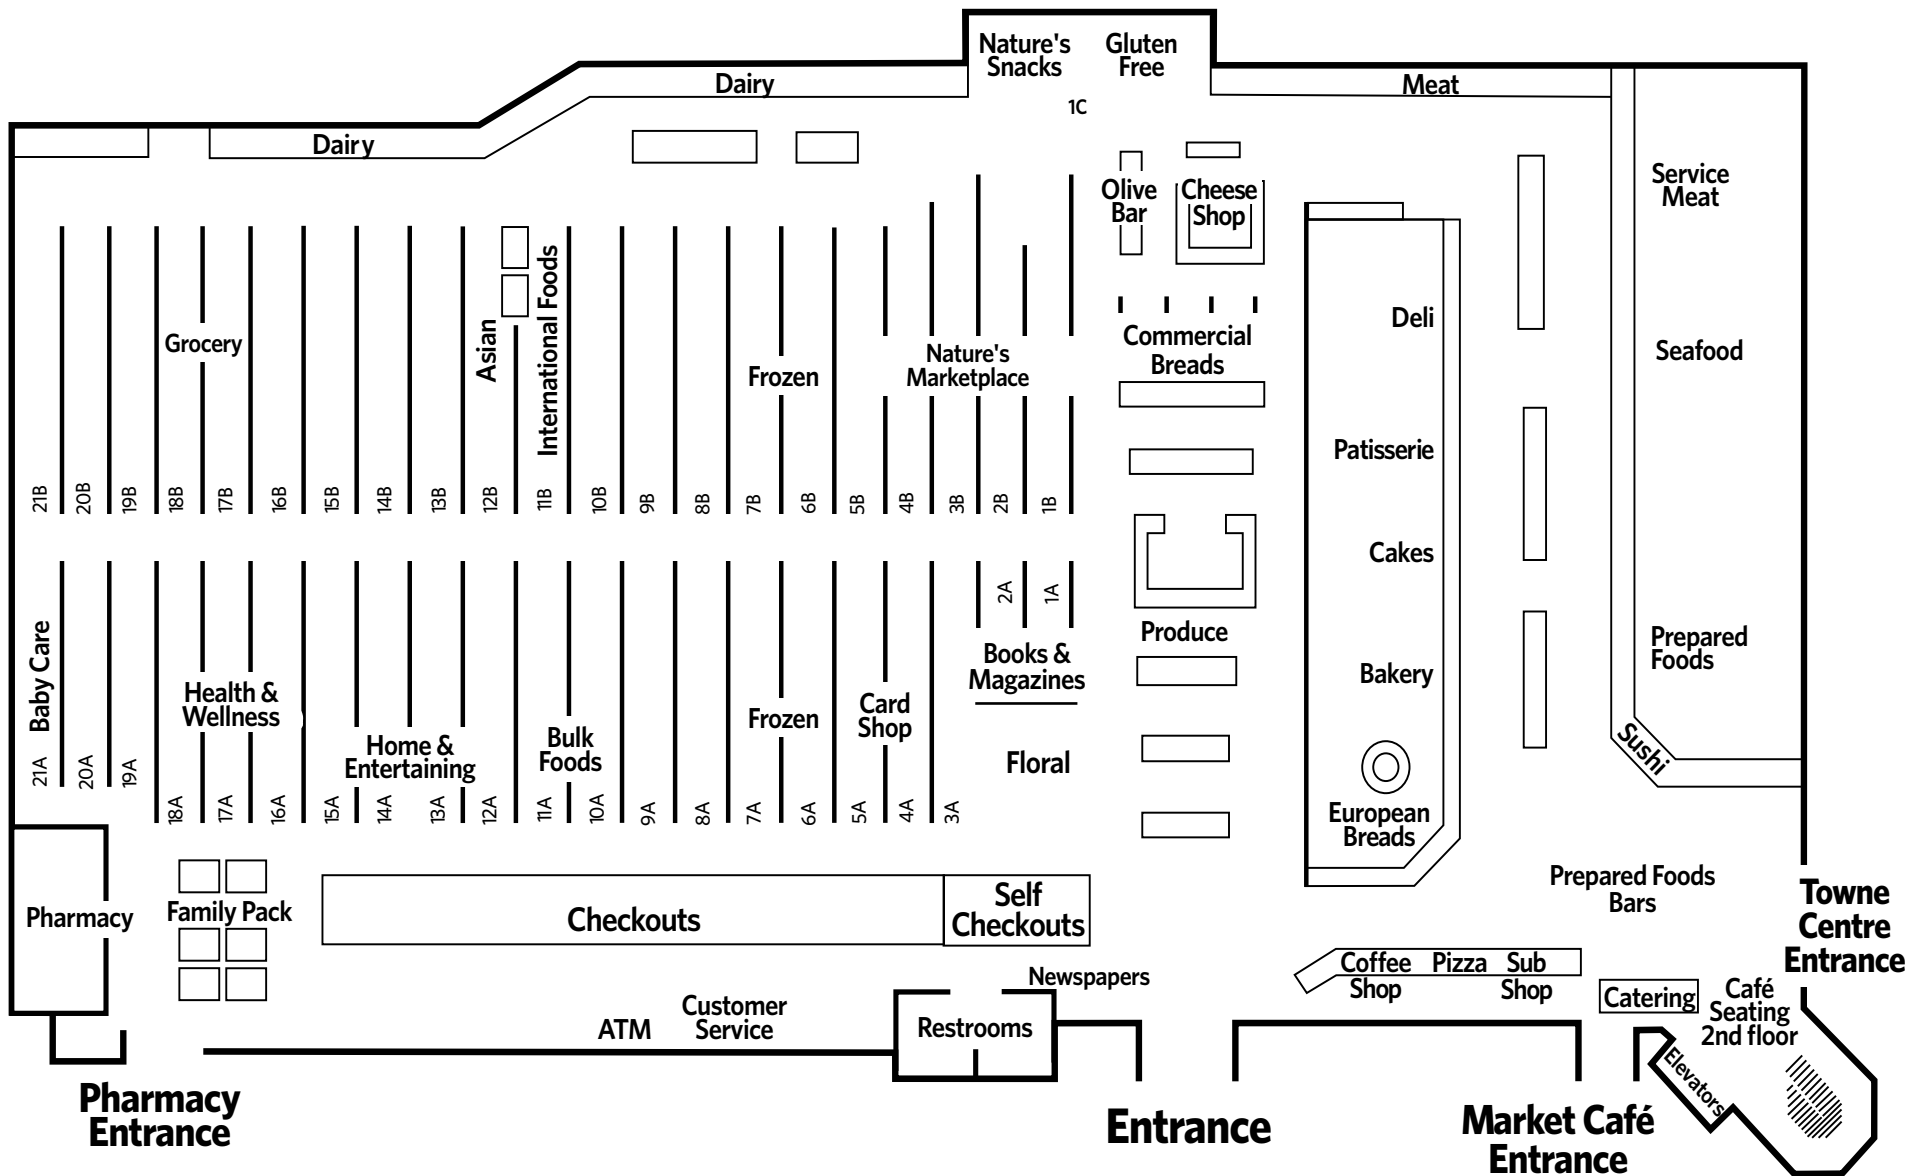 Nature's
Snacks
Gluten
Free
1C
Dairy
Meat
Dairy
Olive
Bar
Cheese
Shop
Service
Meat
Grocery
Asian
International Foods
Frozen
Nature's
Marketplace
Commercial
Breads
Deli
Seafood
Patisserie
21B
20B
19B
18B
17B
16B
15B
14B
13B
12B
11B
10B
9B
8B
7B
6B
5B
4B
3B
2B
1B
Cakes
2A
1A
Produce
Prepared
Foods
Baby Care
Health &
Wellness
Books &
Magazines
Bakery
Home &
Entertaining
Bulk
Foods
Frozen
Card
Shop
Floral
Sushi
21A
20A
19A
18A
17A
16A
15A
14A
13A
12A
11A
10A
9A
8A
7A
6A
5A
4A
3A
European
Breads
Prepared Foods
Bars
Towne
Centre
Entrance
Pharmacy
Family Pack
Checkouts
Self
Checkouts
Coffee
Shop
Pizza
Sub
Shop
Newspapers
Catering
Café
Seating
2nd floor
ATM
Customer
Service
Restrooms
Elevators
Pharmacy
Entrance
Entrance
Market Café
Entrance